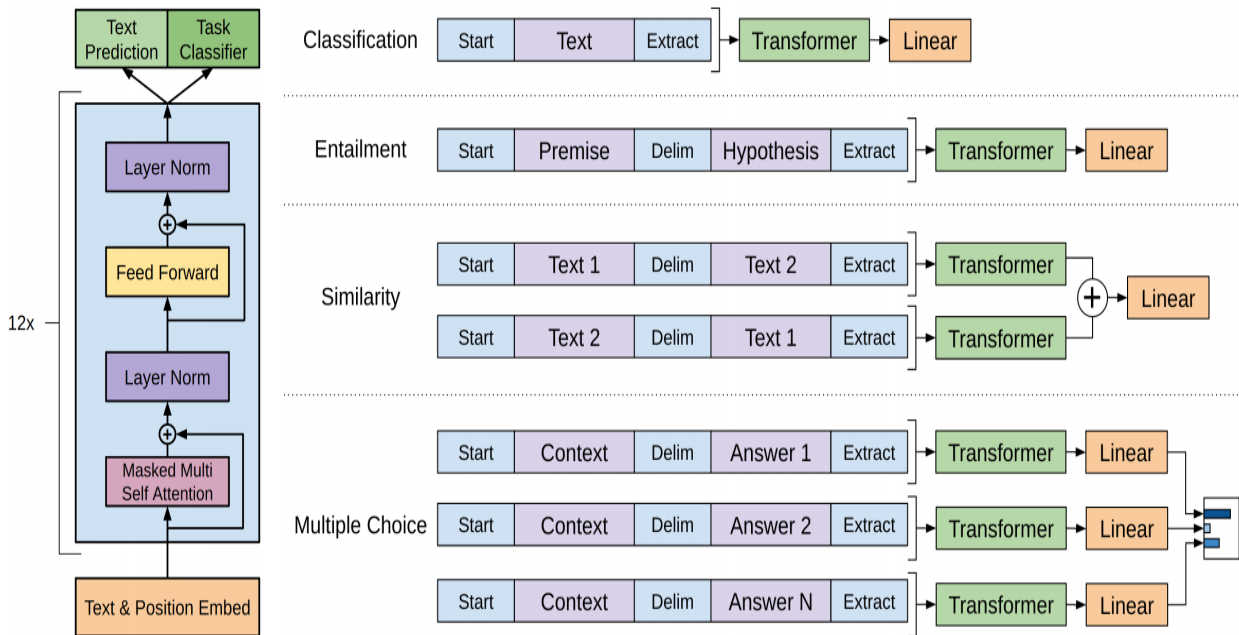 Text
Prediction
Task
Classifier
12x
Layer Norm
+
Feed Forward
Layer Norm
+
Masked Multi
Self Attention
Text & Position Embed
Classification
Start Text Extract Transformer Linear
Entailment
Start Premise Delim Hypothesis Extract Transformer Linear
Similarity
Start Text 1 Delim Text 2 Extract Transformer
+ Linear
Start Text 2 Delim Text 1 Extract Transformer
Multiple Choice
Start Context Delim Answer 1 Extract Transformer Linear
Start Context Delim Answer 2 Extract Transformer Linear
Start Context Delim Answer N Extract Transformer Linear